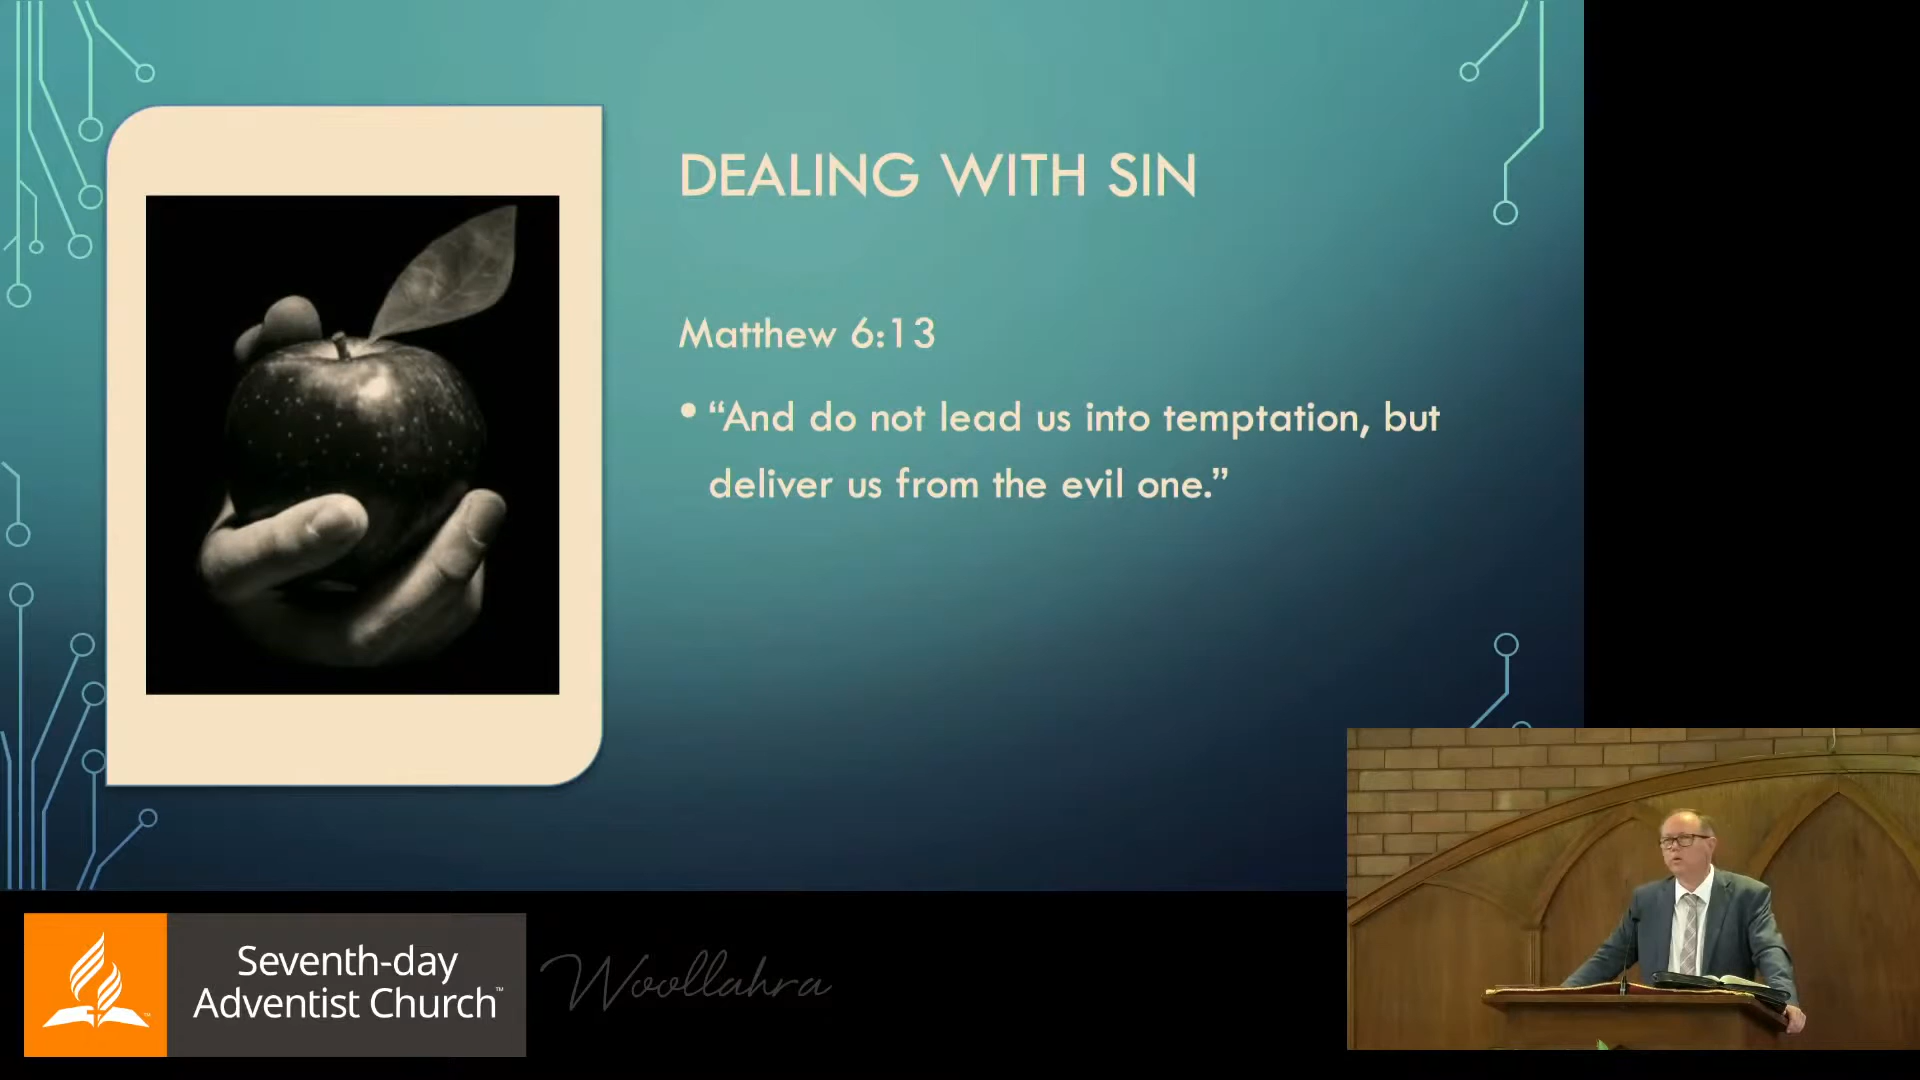 DEALING WITH SIN
Matthew 6:13
• “And do not lead us into temptation, but
deliver us from the evil one.”
Seventh-day
Adventist Church™
Woollahra